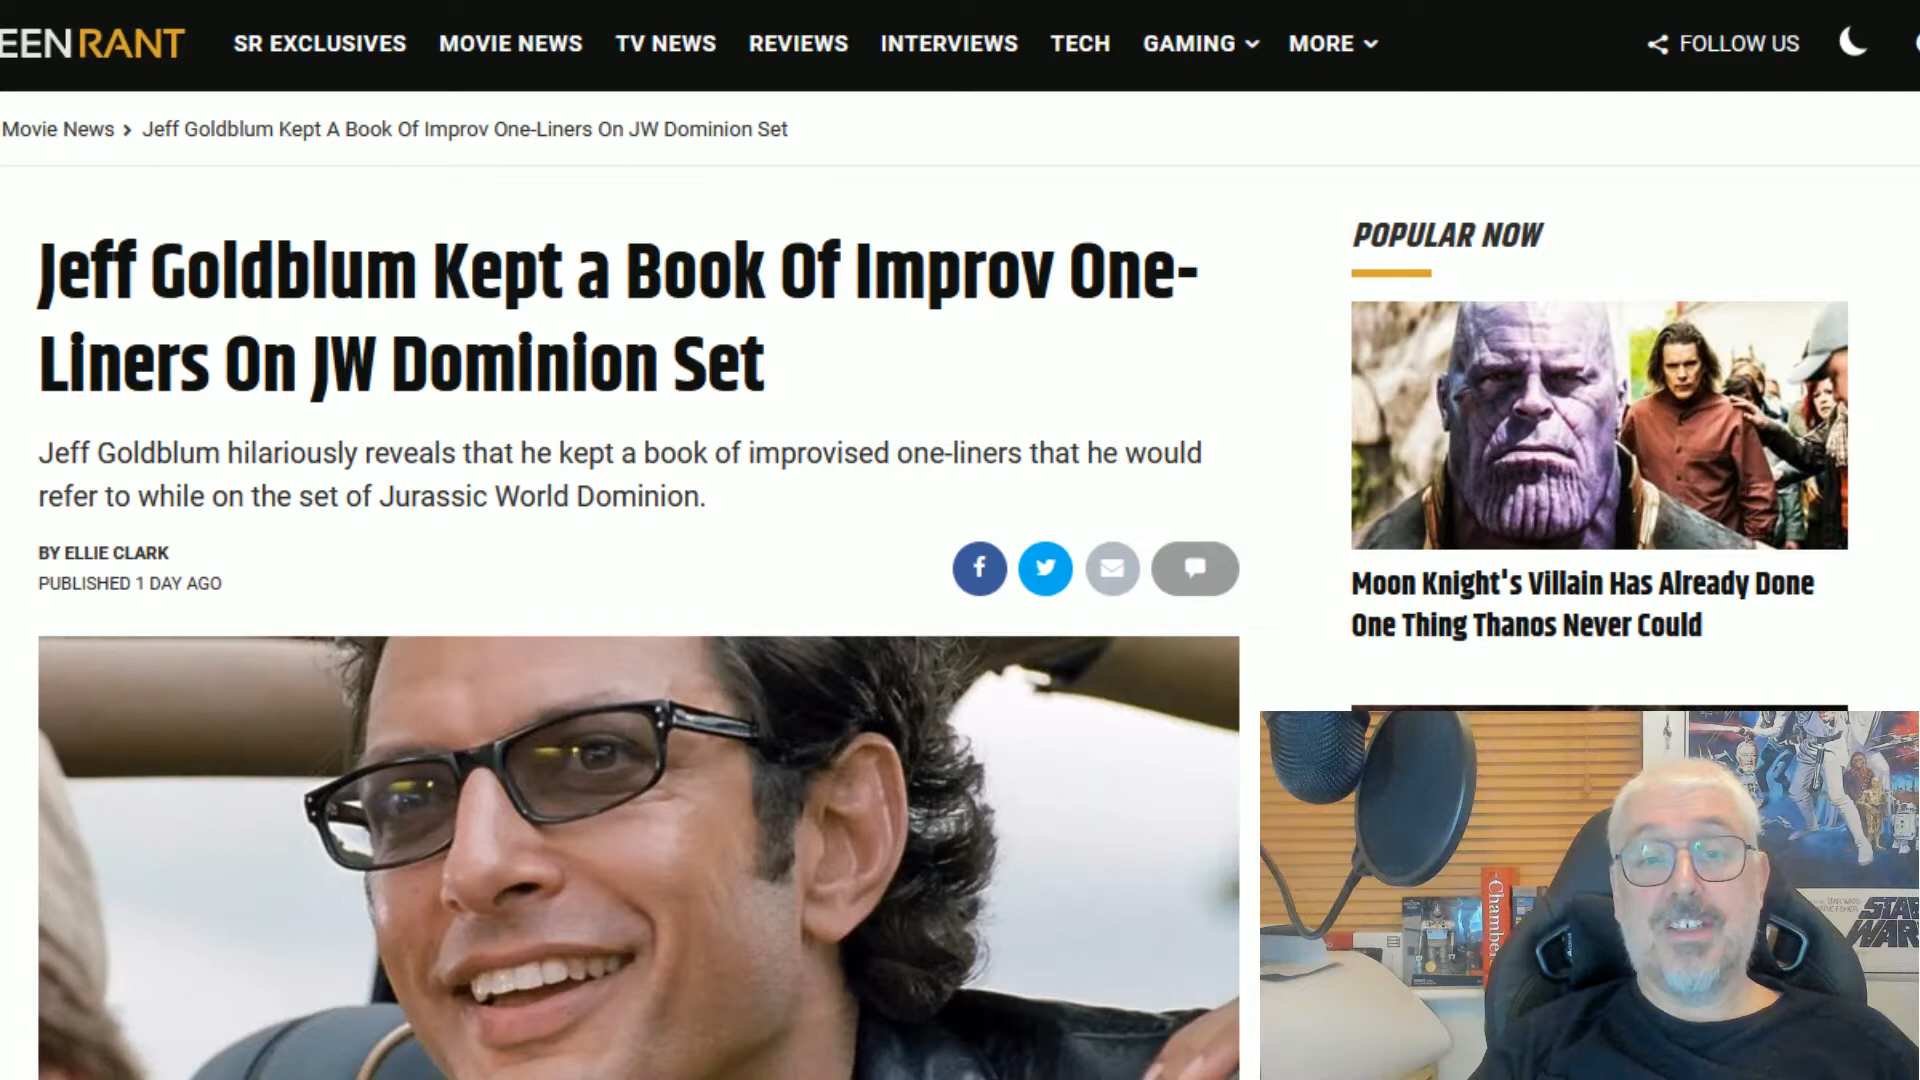 EEN RANT
SR EXCLUSIVES MOVIE NEWS TV NEWS REVIEWS INTERVIEWS TECH GAMING MORE FOLLOW US
Movie News > Jeff Goldblum Kept A Book Of Improv One-Liners On JW Dominion Set
Jeff Goldblum Kept a Book Of Improv One-
Liners On JW Dominion Set
Jeff Goldblum hilariously reveals that he kept a book of improvised one-liners that he would
refer to while on the set of Jurassic World Dominion.
BY ELLIE CLARK
PUBLISHED 1 DAY AGO
POPULAR NOW
Moon Knight's Villain Has Already Done
One Thing Thanos Never Could
Chambe
STA
WAR